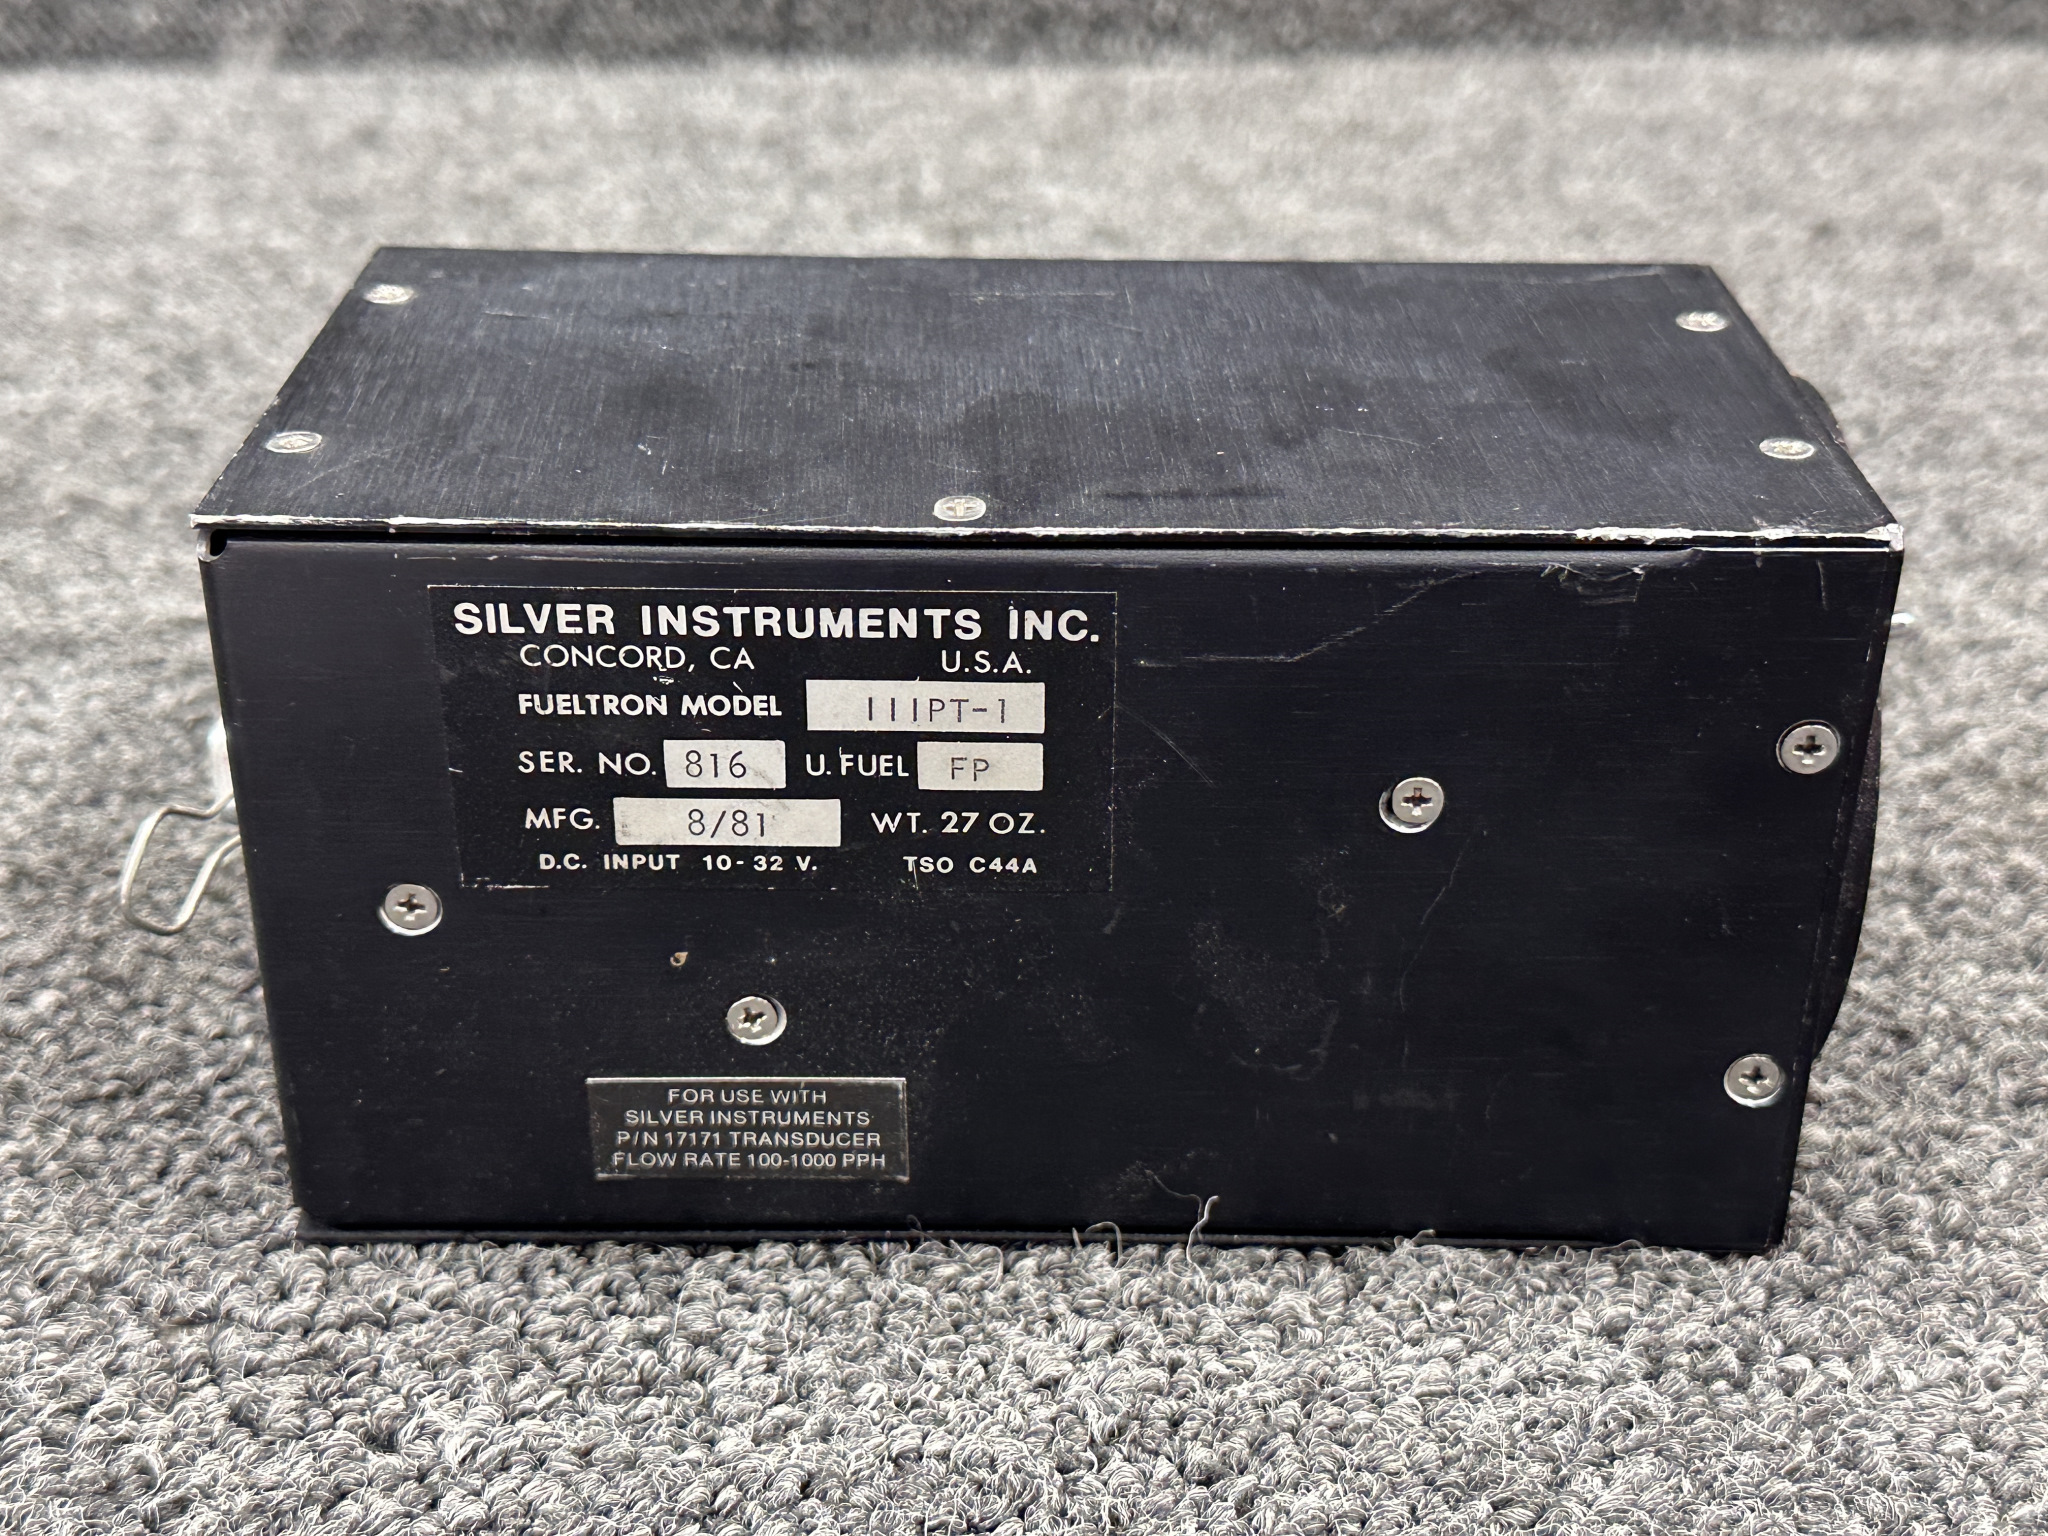 SILVER INSTRUMENTS INC.
CONCORD, CA U.S.A.
FUELTRON MODEL IIIPT-1
SER. NO. 816 U. FUEL FP
MFG. 8/81 WT. 27 OZ.
D.C. INPUT 10-32 V. TSO C44A
FOR USE WITH
SILVER INSTRUMENTS
P/N 17171 TRANSDUCER
FLOW RATE 100-1000 PPH